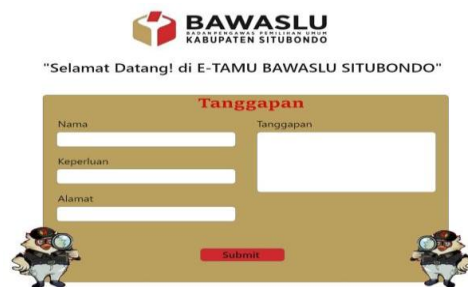 BAWASLU
BADAN PENGAWAS PEMILIHAN UMUM
KABUPATEN SITUBONDO
"Selamat Datang! di E-TAMU BAWASLU SITUBONDO"
Tanggapan
Nama
Tanggapan
Keperluan
Alamat
Submit